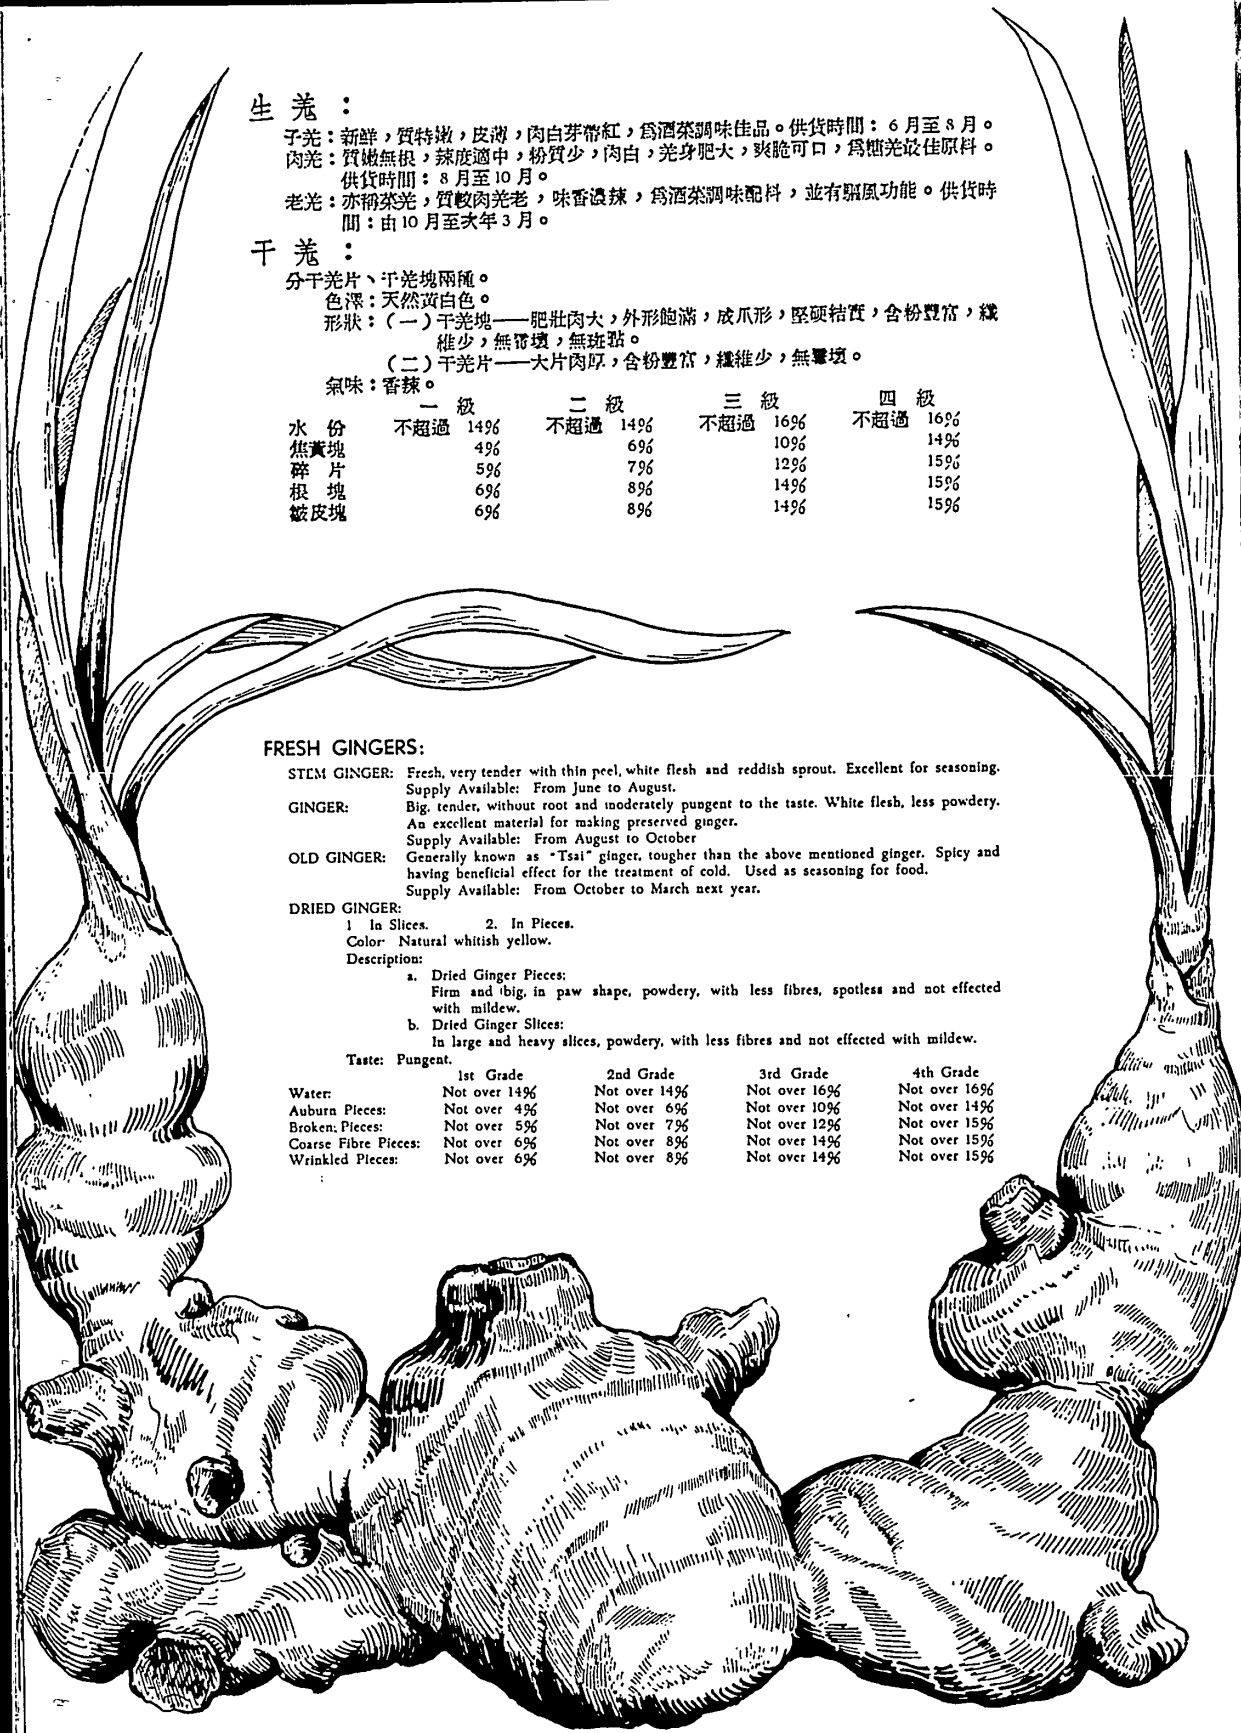 生 羌：
子羌：新鮮，質特嫩，皮薄，肉白芽帶紅，爲酒菜調味佳品。供貨時間：6月至8月。
肉羌：質嫩無根，辣度適中，粉質少，肉白，羌身肥大，爽脆可口，爲糖羌最佳原料。
供貨時間：8月至10月。
老羌：亦稱菜羌，質較肉羌老，味香濃辣，爲酒菜調味配料，並有驅風功能。供貨時
間：由10月至次年3月。
干 羌：
分干羌片、干羌塊兩種。
色澤：天然黃白色。
形狀：（一）干羌塊——肥壯肉大，外形飽滿，成爪形，堅硬結實，含粉豐富，纖
維少，無霉壞，無斑點。
（二）干羌片——大片肉厚，含粉豐富，纖維少，無霉壞。
氣味：香辣。
一 級 二 級 三 級 四 級
水 份 不超過 14% 不超過 14% 不超過 16% 不超過 16%
焦黃塊 4% 6% 10% 14%
碎 片 5% 7% 12% 15%
根 塊 6% 8% 14% 15%
皺皮塊 6% 8% 14% 15%
FRESH GINGERS:
STEM GINGER: Fresh, very tender with thin peel, white flesh and reddish sprout. Excellent for seasoning.
Supply Available: From June to August.
GINGER: Big, tender, without root and moderately pungent to the taste. White flesh, less powdery.
An excellent material for making preserved ginger.
Supply Available: From August to October
OLD GINGER: Generally known as "Tsai" ginger, tougher than the above mentioned ginger. Spicy and
having beneficial effect for the treatment of cold. Used as seasoning for food.
Supply Available: From October to March next year.
DRIED GINGER:
1 In Slices. 2. In Pieces.
Color· Natural whitish yellow.
Description:
a. Dried Ginger Pieces:
Firm and big, in paw shape, powdery, with less fibres, spotless and not effected
with mildew.
b. Dried Ginger Slices:
In large and heavy slices, powdery, with less fibres and not effected with mildew.
Taste: Pungent.
1st Grade 2nd Grade 3rd Grade 4th Grade
Water: Not over 14% Not over 14% Not over 16% Not over 16%
Auburn Pieces: Not over 4% Not over 6% Not over 10% Not over 14%
Broken Pieces: Not over 5% Not over 7% Not over 12% Not over 15%
Coarse Fibre Pieces: Not over 6% Not over 8% Not over 14% Not over 15%
Wrinkled Pieces: Not over 6% Not over 8% Not over 14% Not over 15%